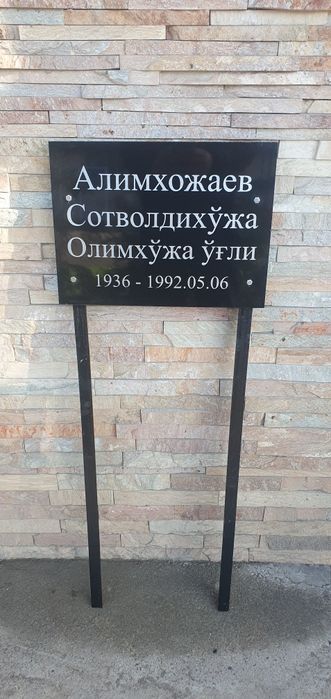 Алимхожаев
Сотволдихўжа
Олимхўжа ўғли
1936 - 1992.05.06